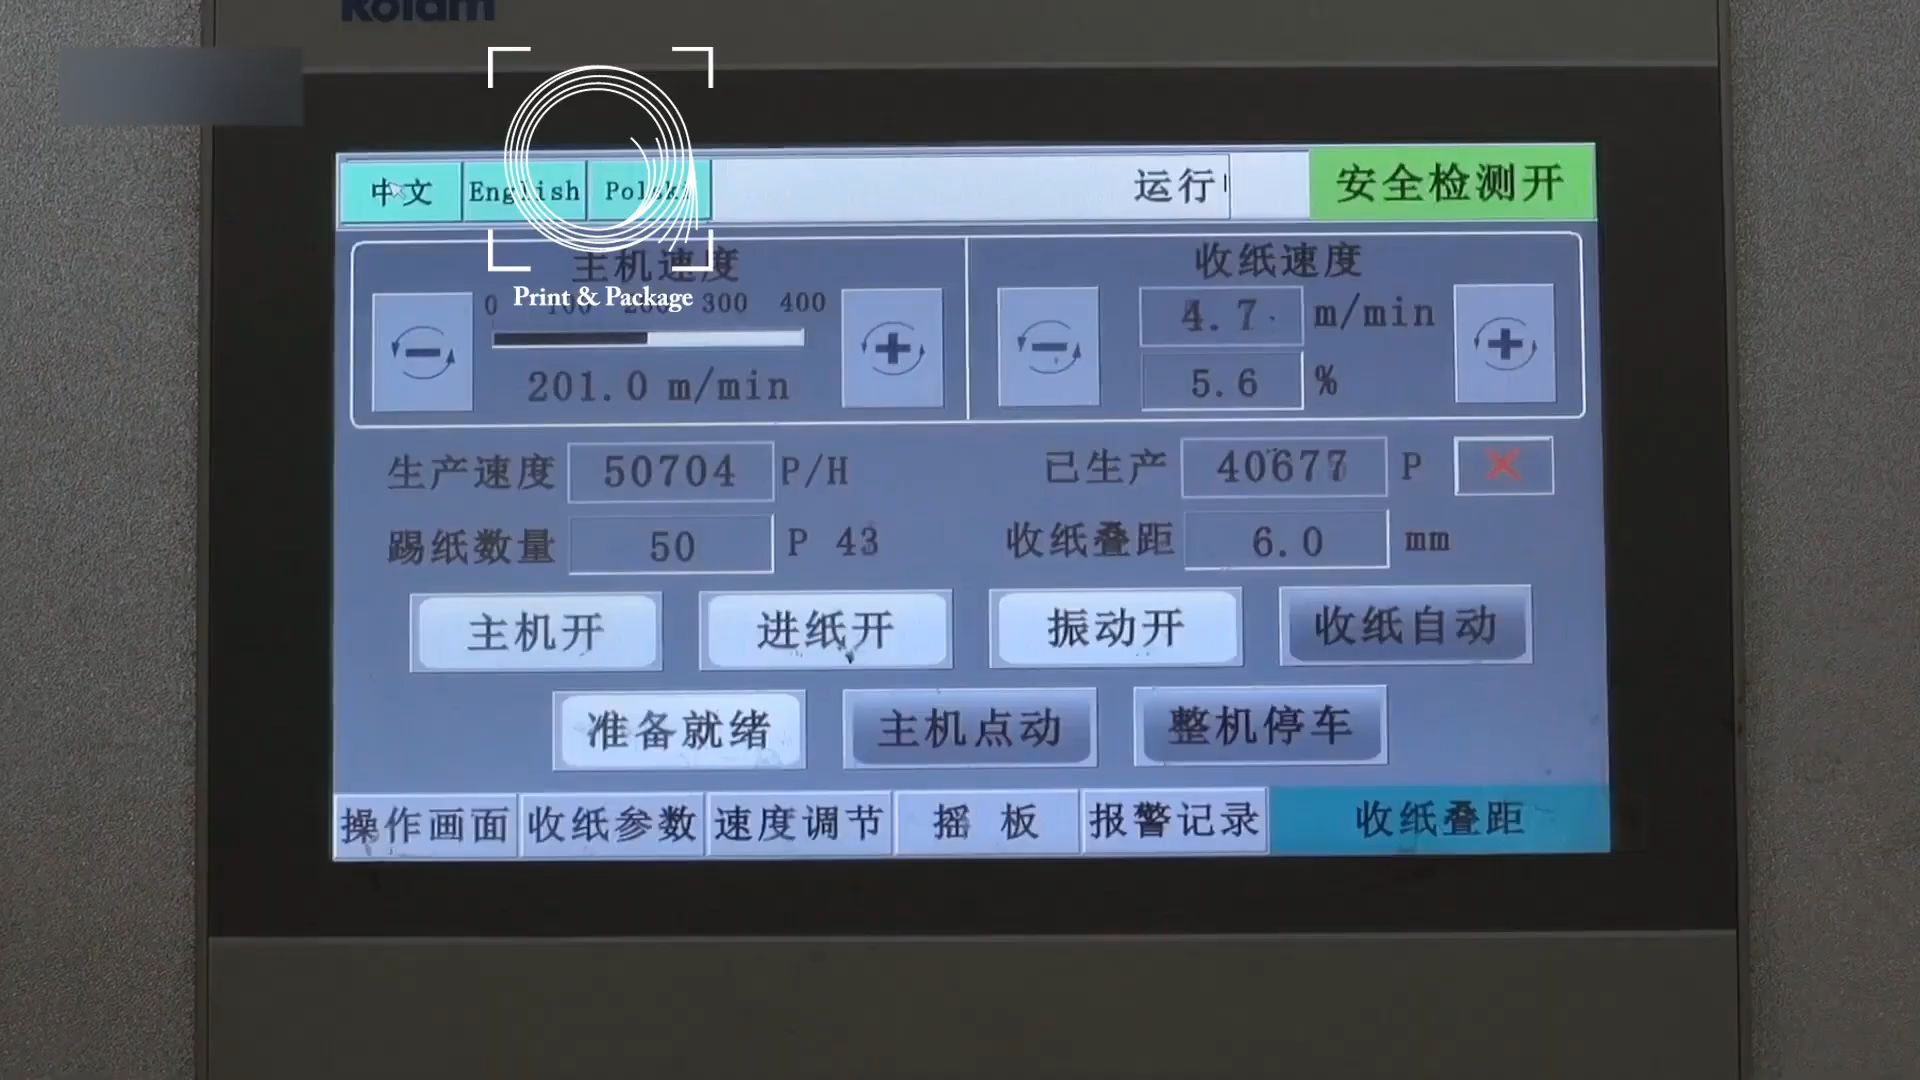 中文 English Polski 运行 安全检测开
Print & Package
主机速度
0 100 200 300 400
201.0 m/min
收纸速度
4.7 m/min
5.6 %
生产速度 50704 P/H
已生产 40677 P
踢纸数量 50 P 43
收纸叠距 6.0 mm
主机开 进纸开 振动开 收纸自动
准备就绪 主机点动 整机停车
操作画面 收纸参数 速度调节 摇 板 报警记录 收纸叠距